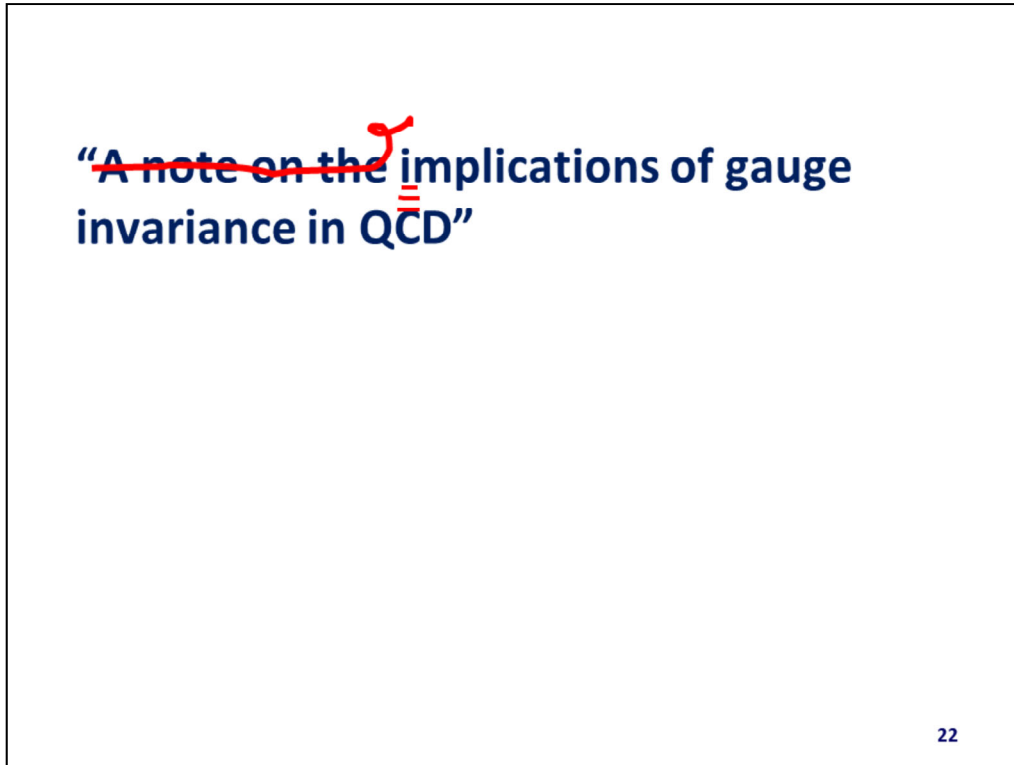 “A note on the implications of gauge
invariance in QCD”
22